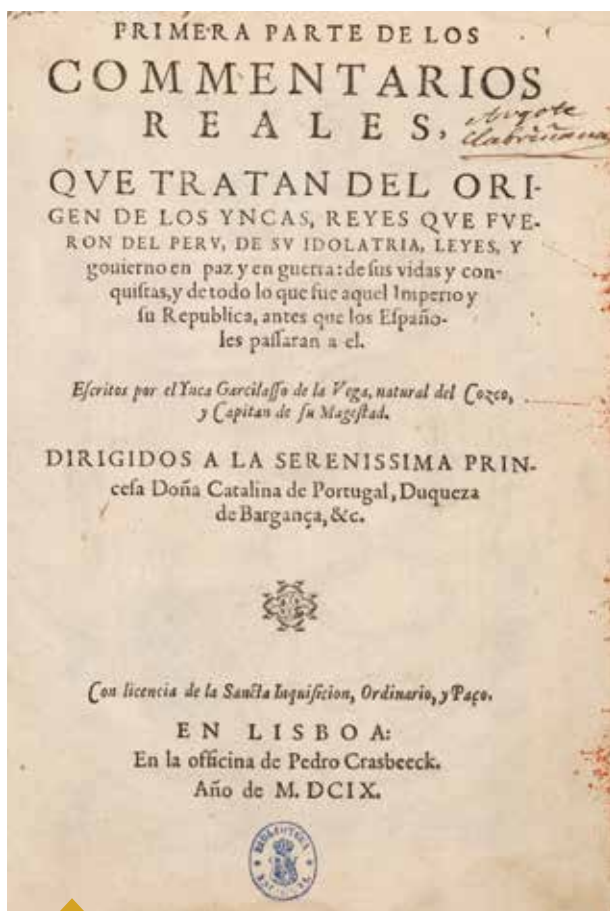 PRIMERA PARTE DE LOS
COMMENTARIOS
REALES,
Argote
QVE TRATAN DEL ORI-
GEN DE LOS YNCAS, REYES QVE FVE-
RON DEL PERV, DE SV IDOLATRIA, LEYES, Y
gouierno en paz y en guerra: de ſus vidas y con-
quiſtas, y de todo lo que fue aquel Imperio y
ſu Republica, antes que los Eſpaño-
les paſſaran a el.
Eſcritos por el Ynca Garcilaſſo de la Vega, natural del Cozco,
y Capitan de ſu Mageſtad.
DIRIGIDOS A LA SERENISSIMA PRIN-
ceſa Doña Catalina de Portugal, Duqueza
de Bargança, &c.
Con licencia de la Sancta Inquiſicion, Ordinario, y Paço.
EN LISBOA:
En la officina de Pedro Crasbeeck.
Año de M. DCIX.
BIBLIOTECA